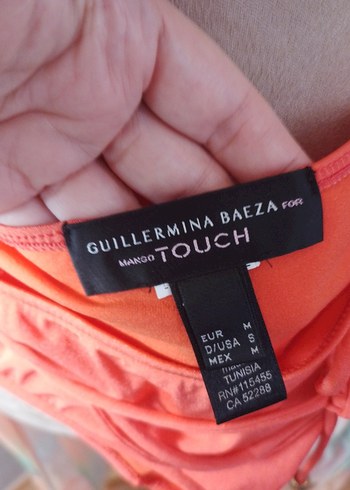 GUILLERMINA BAEZA FOR
MANGO TOUCH
EUR M
D/USA S
MEX M
TUNISIA
RN#115455
CA 52288